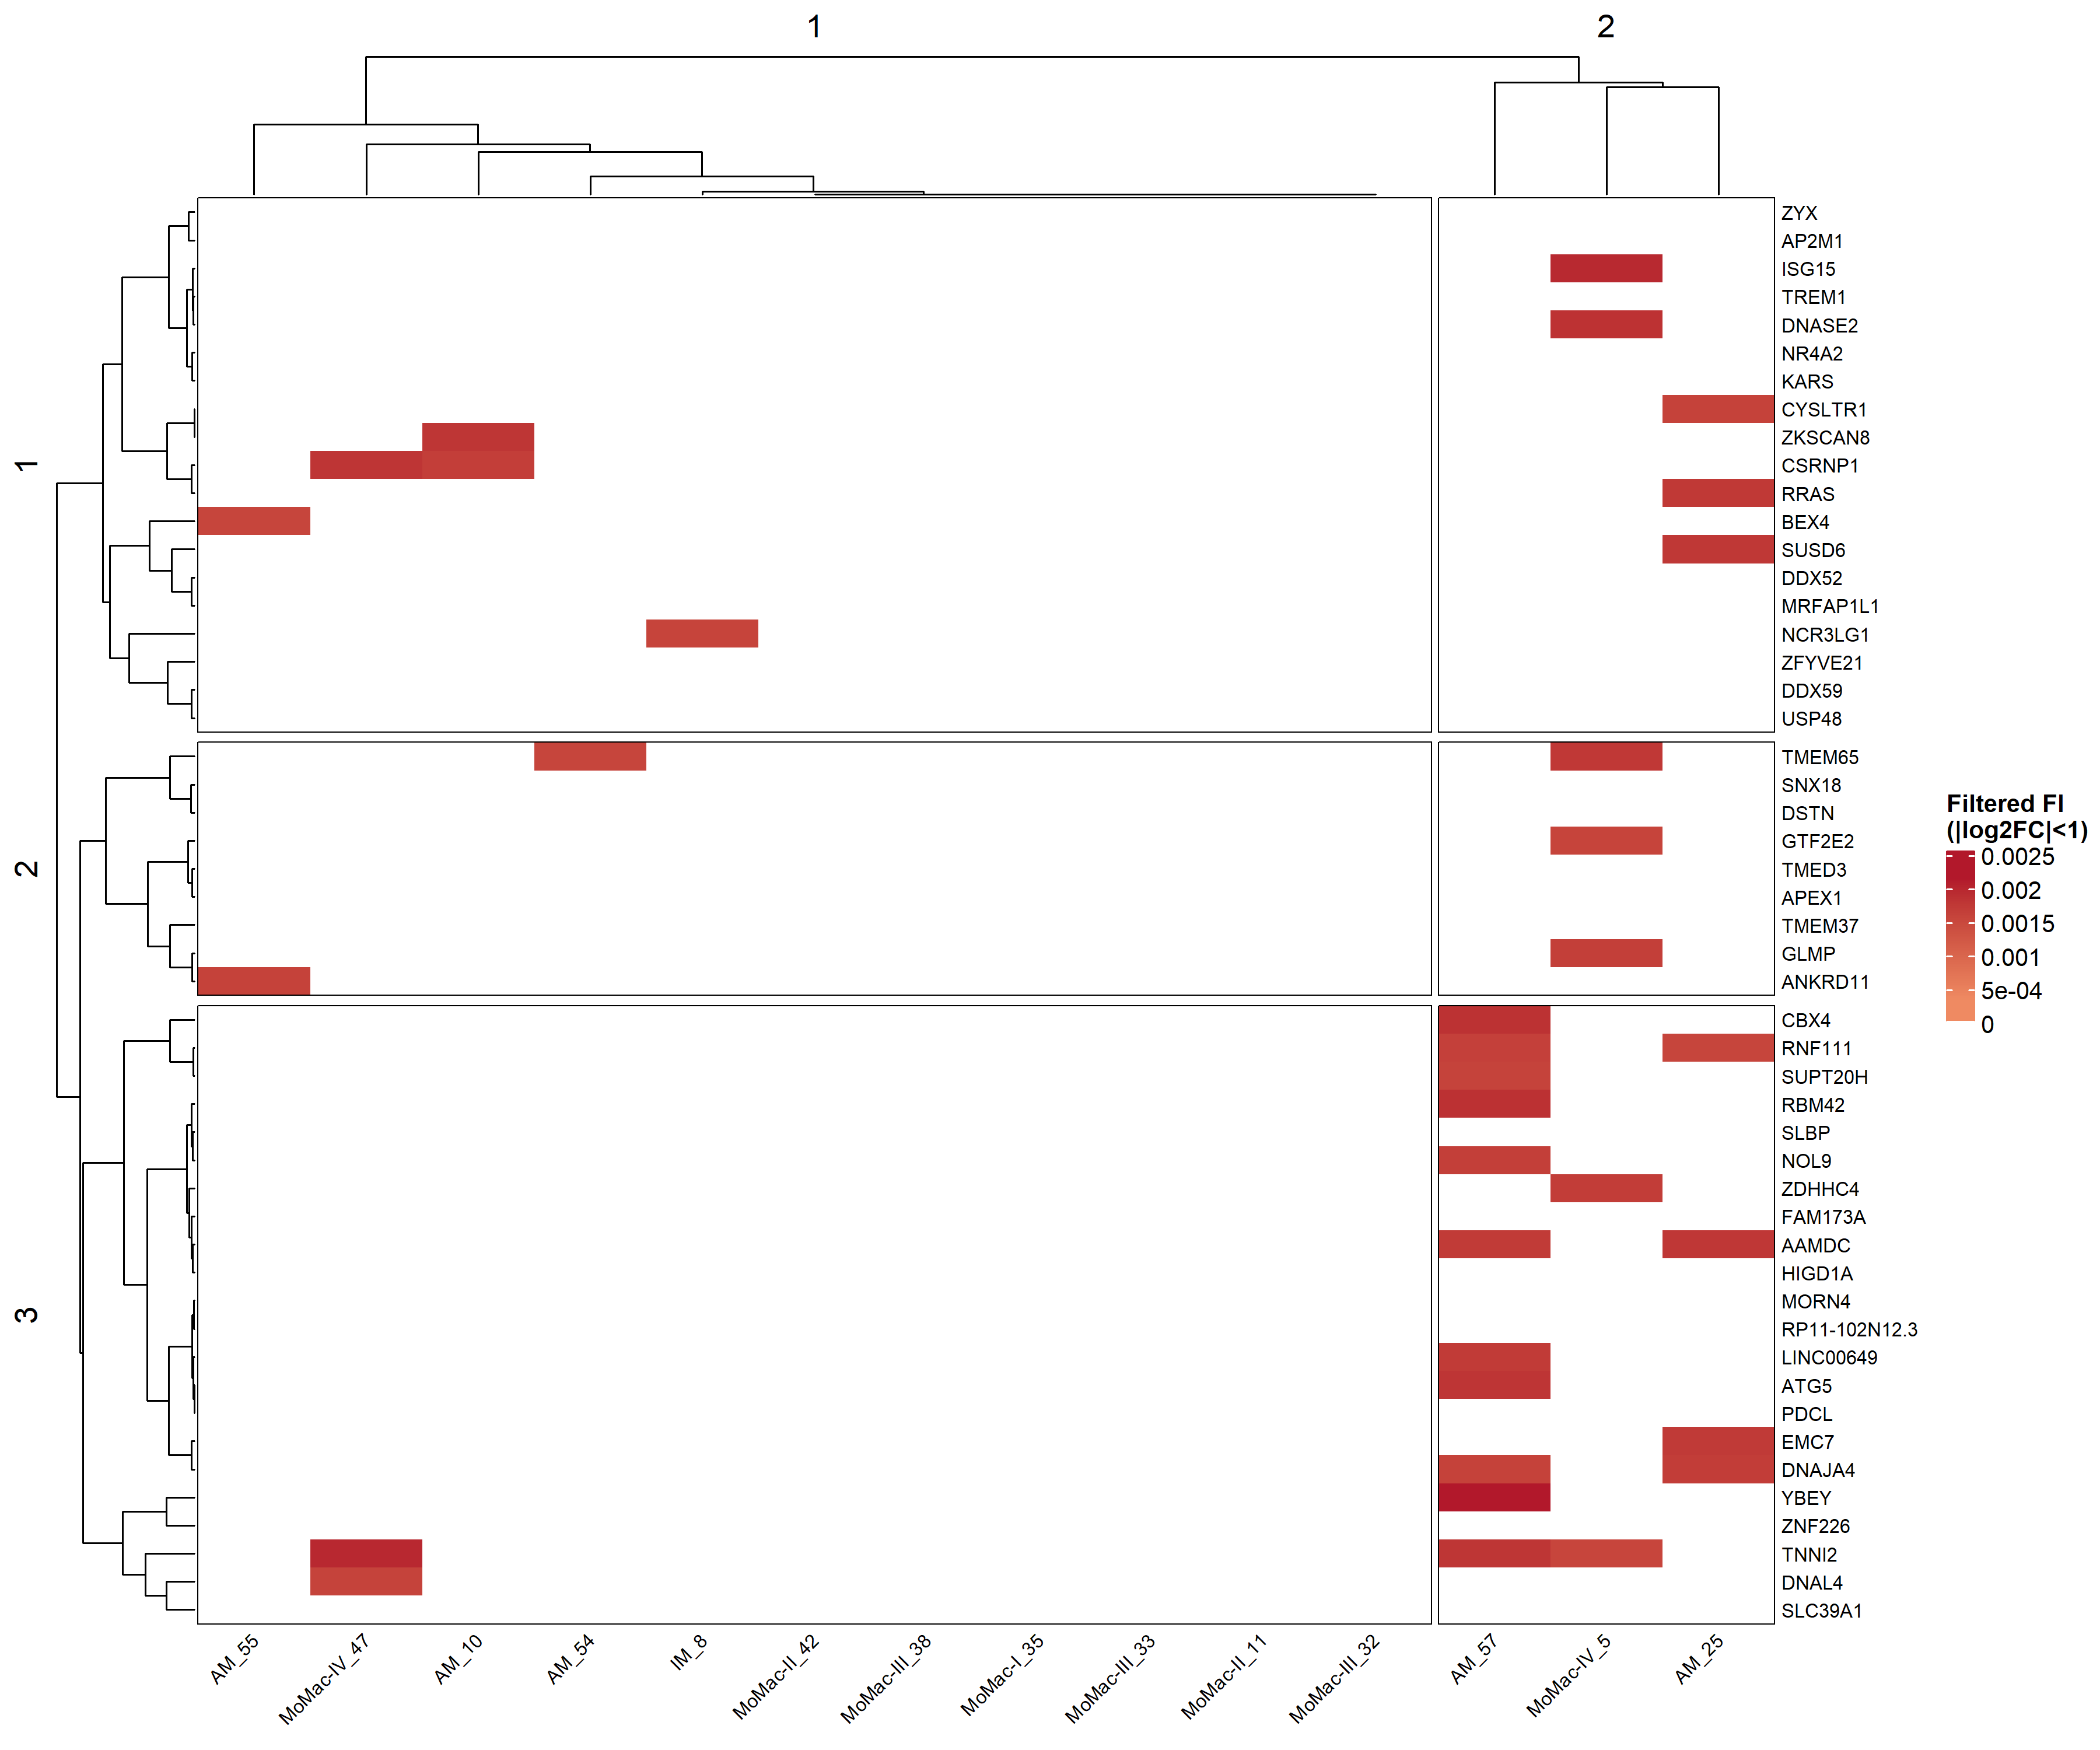 1
2
ZYX
AP2M1
ISG15
TREM1
DNASE2
NR4A2
KARS
CYSLTR1
ZKSCAN8
1
CSRNP1
RRAS
BEX4
SUSD6
DDX52
MRFAP1L1
NCR3LG1
ZFYVE21
DDX59
USP48
TMEM65
SNX18
DSTN
GTF2E2
2
TMED3
APEX1
TMEM37
GLMP
ANKRD11
CBX4
RNF111
SUPT20H
RBM42
SLBP
NOL9
ZDHHC4
FAM173A
AAMDC
HIGD1A
MORN4
3
RP11-102N12.3
LINC00649
ATG5
PDCL
EMC7
DNAJA4
YBEY
ZNF226
TNNI2
DNAL4
SLC39A1
Filtered FI
(|log2FC|<1)
0.0025
0.002
0.0015
0.001
5e-04
0
AM_55
MoMac-IV_47
AM_10
AM_54
IM_8
MoMac-II_42
MoMac-III_38
MoMac-I_35
MoMac-III_33
MoMac-II_11
MoMac-III_32
AM_57
MoMac-IV_5
AM_25